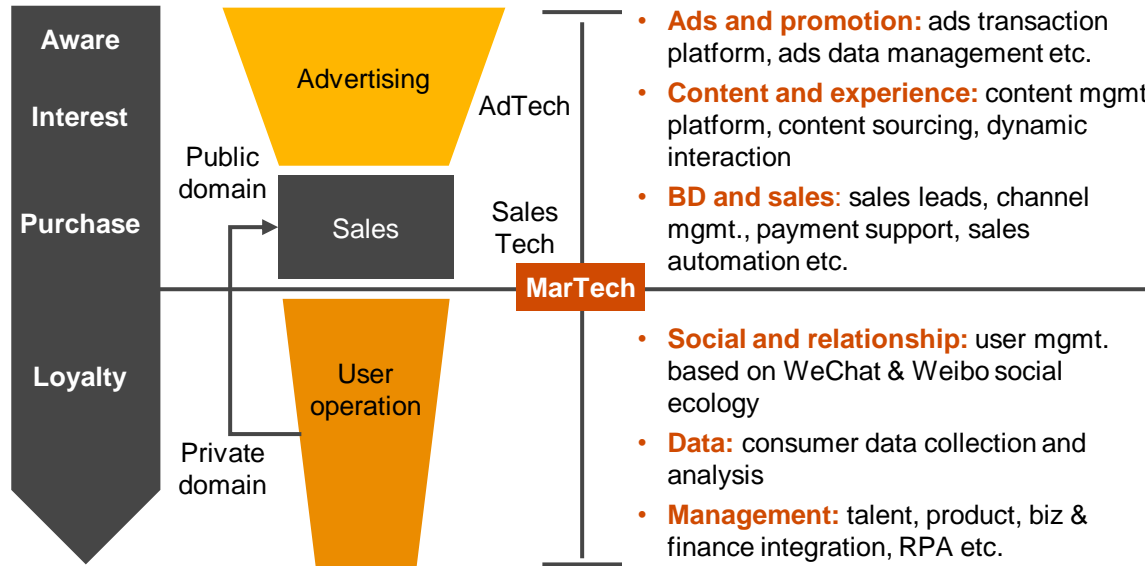 Aware
Interest
Purchase
Loyalty
Advertising
AdTech
Public
domain
Sales
Sales
Tech
MarTech
User
operation
Private
domain
• Ads and promotion: ads transaction
platform, ads data management etc.
• Content and experience: content mgmt
platform, content sourcing, dynamic
interaction
• BD and sales: sales leads, channel
mgmt., payment support, sales
automation etc.
• Social and relationship: user mgmt.
based on WeChat & Weibo social
ecology
• Data: consumer data collection and
analysis
• Management: talent, product, biz &
finance integration, RPA etc.